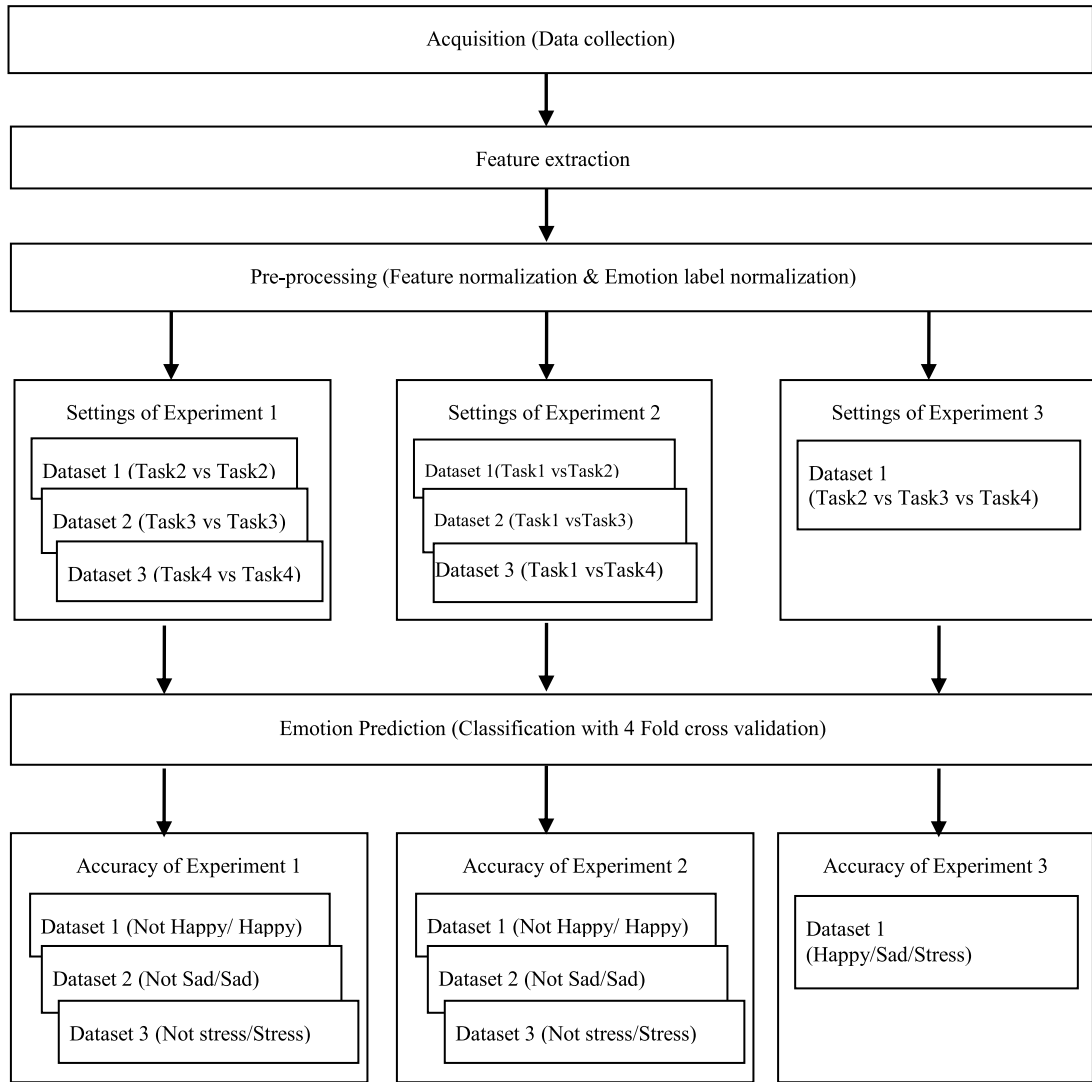 Acquisition (Data collection)
Feature extraction
Pre-processing (Feature normalization & Emotion label normalization)
Settings of Experiment 1
Dataset 1 (Task2 vs Task2)
Dataset 2 (Task3 vs Task3)
Dataset 3 (Task4 vs Task4)
Settings of Experiment 2
Dataset 1(Task1 vsTask2)
Dataset 2 (Task1 vsTask3)
Dataset 3 (Task1 vsTask4)
Settings of Experiment 3
Dataset 1
(Task2 vs Task3 vs Task4)
Emotion Prediction (Classification with 4 Fold cross validation)
Accuracy of Experiment 1
Dataset 1 (Not Happy/ Happy)
Dataset 2 (Not Sad/Sad)
Dataset 3 (Not stress/Stress)
Accuracy of Experiment 2
Dataset 1 (Not Happy/ Happy)
Dataset 2 (Not Sad/Sad)
Dataset 3 (Not stress/Stress)
Accuracy of Experiment 3
Dataset 1
(Happy/Sad/Stress)